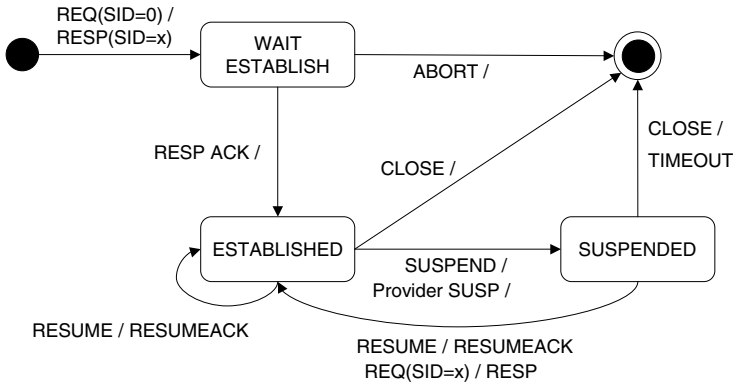 REQ(SID=0) /
RESP(SID=x)
WAIT
ESTABLISH
ABORT /
RESP ACK /
CLOSE /
CLOSE /
TIMEOUT
ESTABLISHED
SUSPEND /
Provider SUSP /
SUSPENDED
RESUME / RESUMEACK
RESUME / RESUMEACK
REQ(SID=x) / RESP